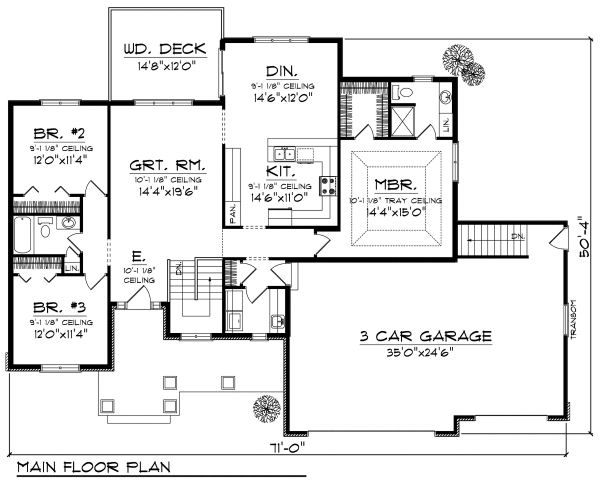 WD. DECK
14'8"x12'0"
DIN.
9'-1 1/8" CEILING
14'6"x12'0"
BR. #2
9'-1 1/8" CEILING
12'0"x11'4"
GRT. RM.
10'-1 1/8" CEILING
14'4"x19'6"
KIT.
9'-1 1/8" CEILING
14'6"x11'0"
PAN.
LIN.
MBR.
10'-1 1/8" TRAY CEILING
14'4"x15'0"
LIN.
E.
10'-1 1/8"
CEILING
DN.
DN.
50'-4"
BR. #3
9'-1 1/8" CEILING
12'0"x11'4"
3 CAR GARAGE
35'0"x24'6"
TRANSOM
71'-0"
MAIN FLOOR PLAN